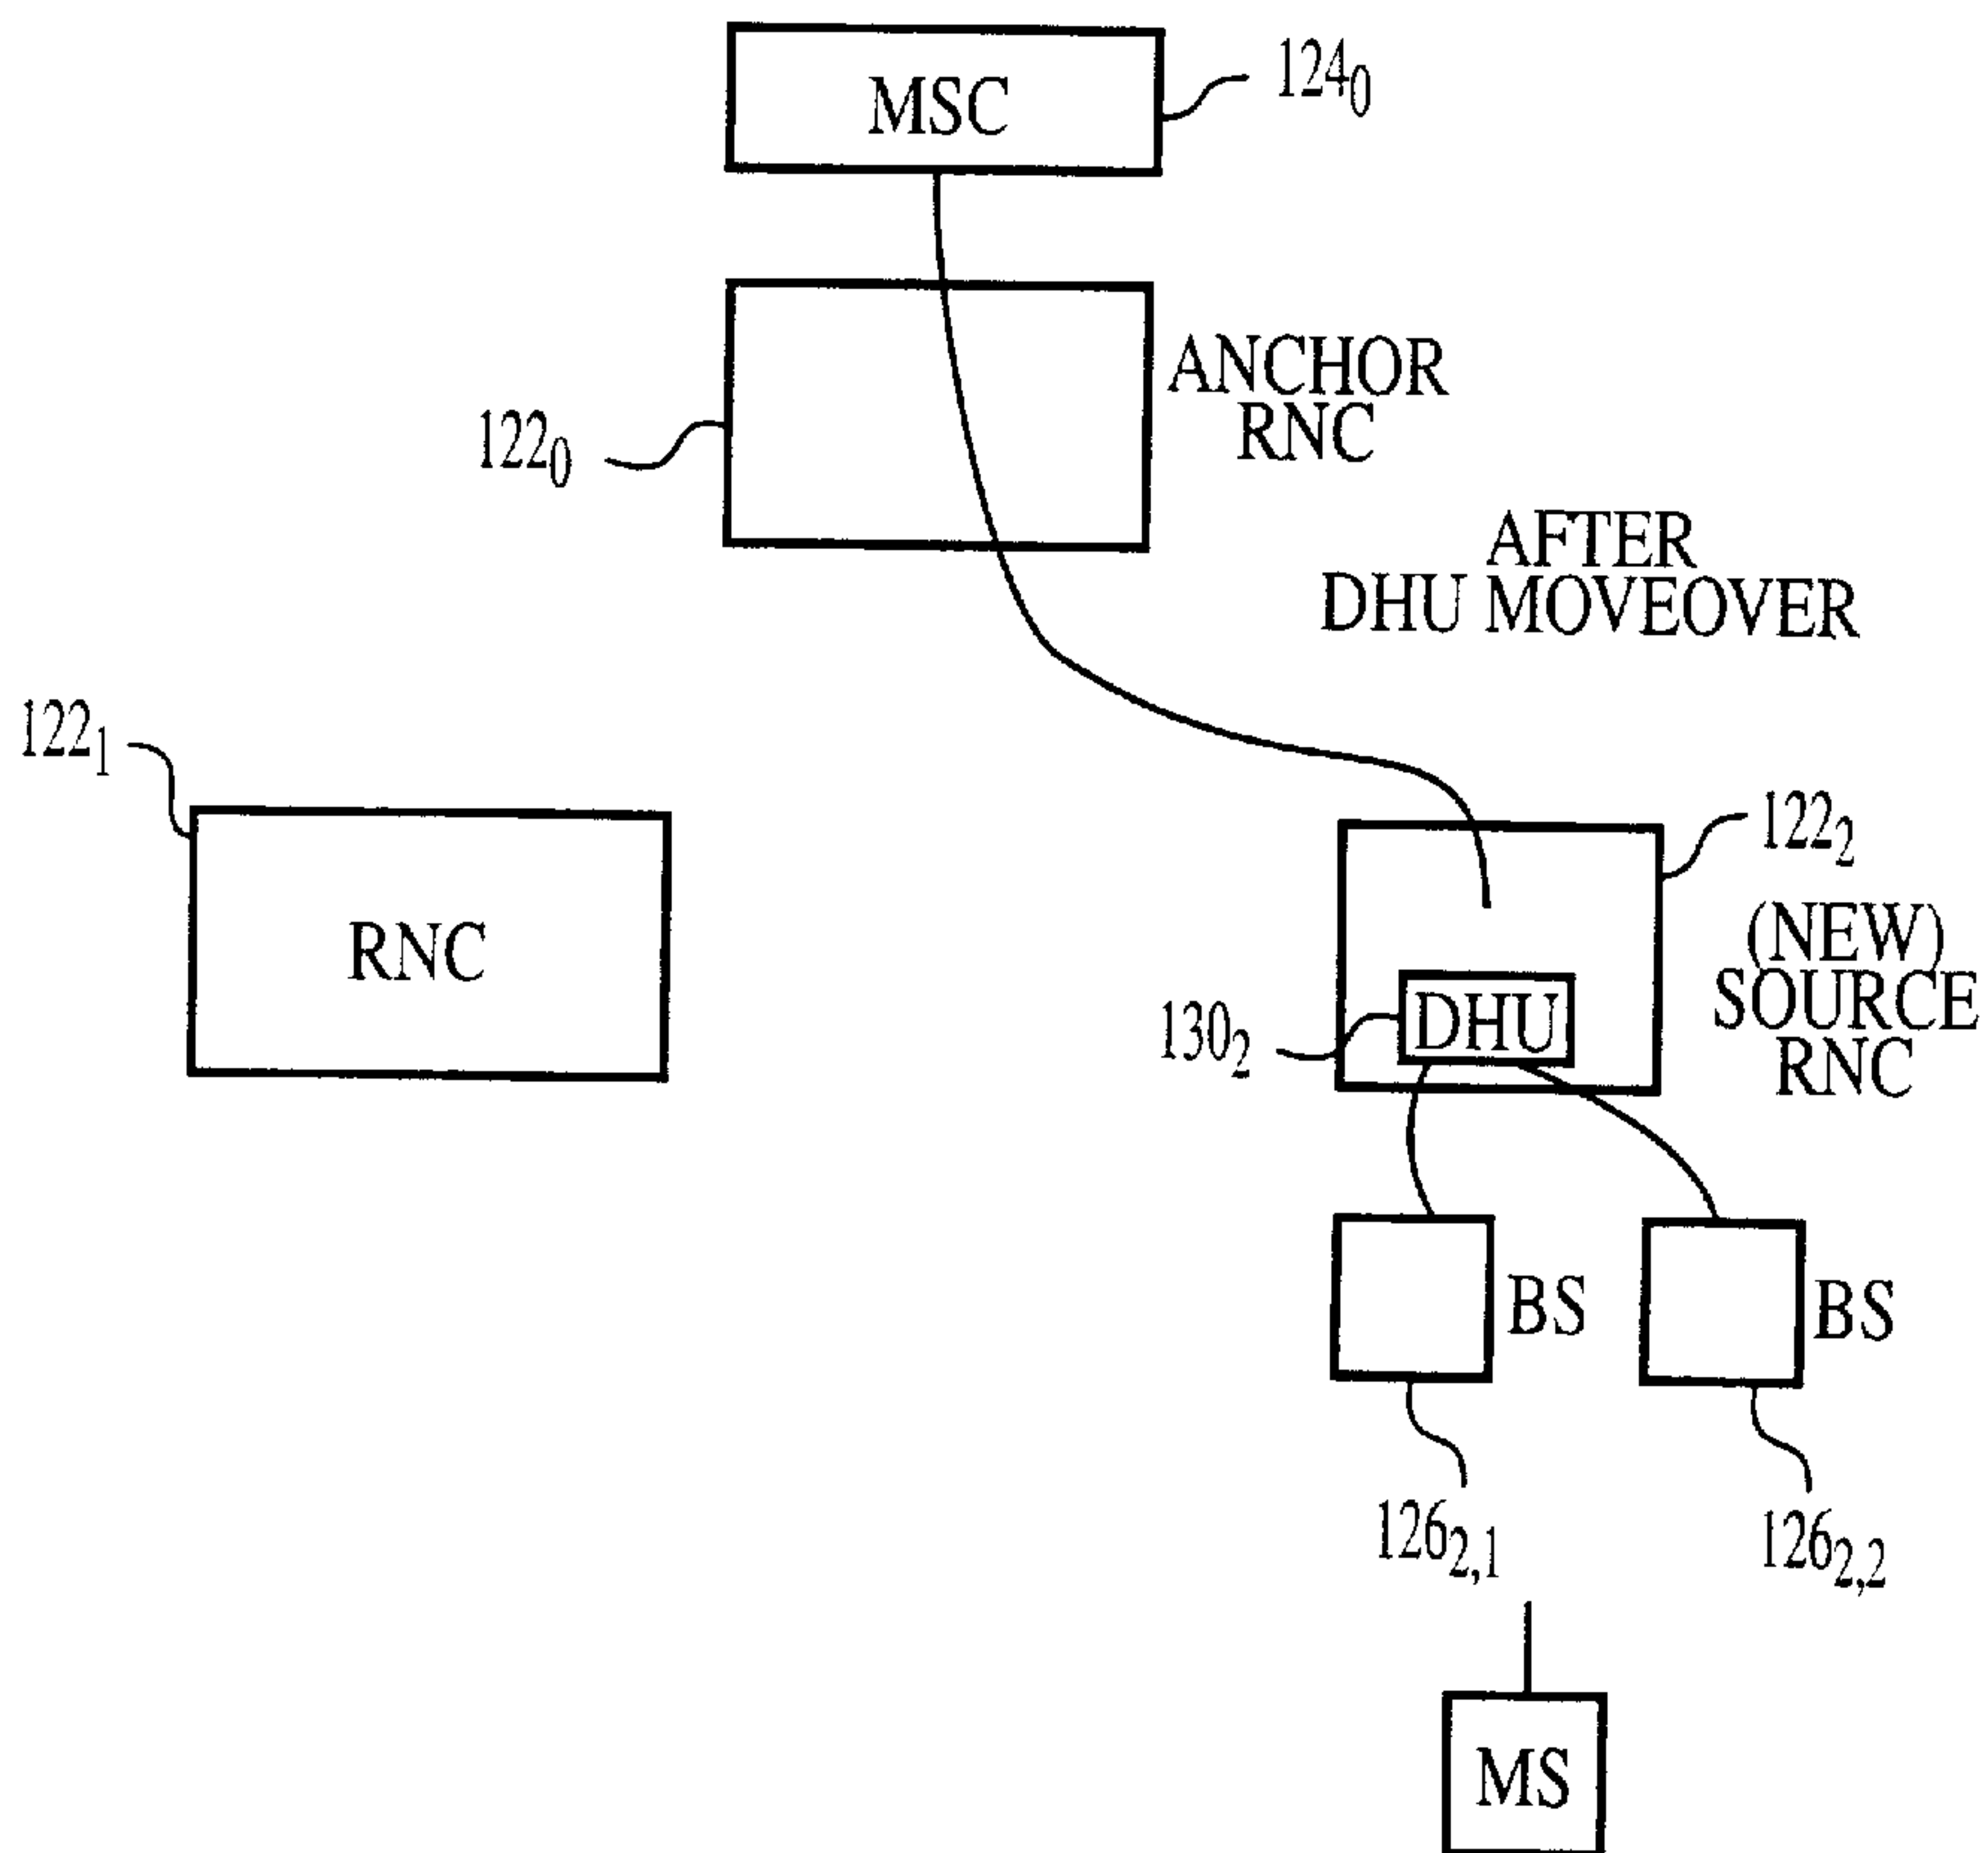 MSC
124₀
ANCHOR
RNC
122₀
AFTER
DHU MOVEOVER
122₁
RNC
122₂
(NEW)
SOURCE
RNC
DHU
130₂
BS
BS
126₂,₁
126₂,₂
MS